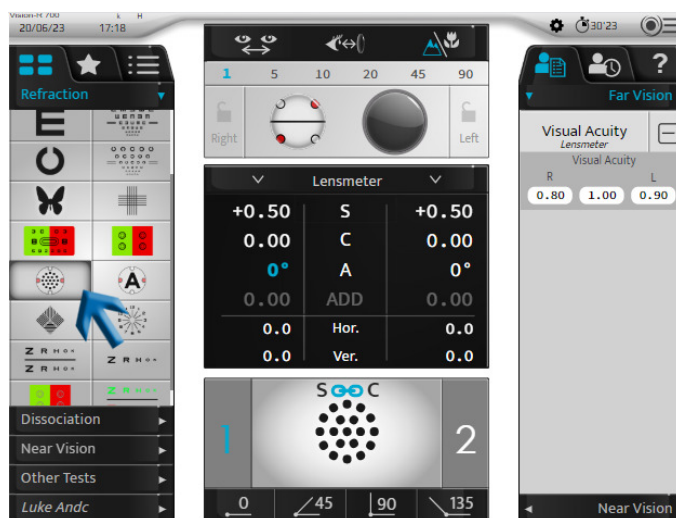 Vision-R 700 L H
20/06/23 17:18 30'23
1 5 10 20 45 90
Refraction
Far Vision
E
Right
Left
Visual Acuity
Lensmeter
Visual Acuity
R L
0.80 1.00 0.90
Lensmeter
+0.50 S +0.50
0.00 C 0.00
0° A 0°
0.00 ADD 0.00
0.0 Hor. 0.0
0.0 Ver. 0.0
A
Z R H
Z R H
Z R H
S C
1 2
Dissociation
Near Vision
Other Tests
Luke Andc
0 45 90 135
Near Vision
?